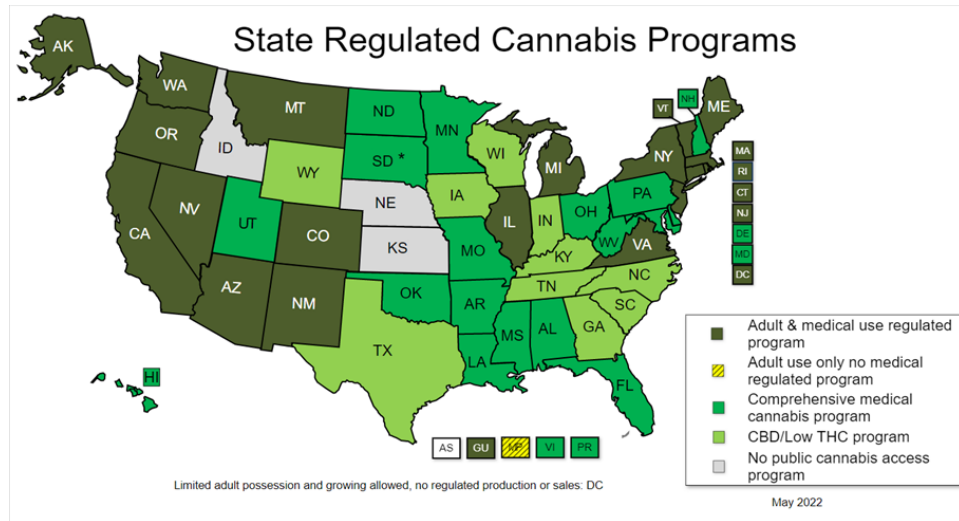 State Regulated Cannabis Programs
AK
WA
MT
ND
MN
VT
NH
ME
OR
ID
WY
SD *
WI
MI
NY
MA
RI
CT
NJ
DE
MD
DC
NV
UT
CO
NE
IA
IL
IN
OH
PA
CA
KS
MO
KY
WV
VA
AZ
NM
OK
AR
TN
NC
SC
TX
LA
MS
AL
GA
FL
HI
AS
GU
MP
VI
PR
Adult & medical use regulated
program
Adult use only no medical
regulated program
Comprehensive medical
cannabis program
CBD/Low THC program
No public cannabis access
program
Limited adult possession and growing allowed, no regulated production or sales: DC
May 2022